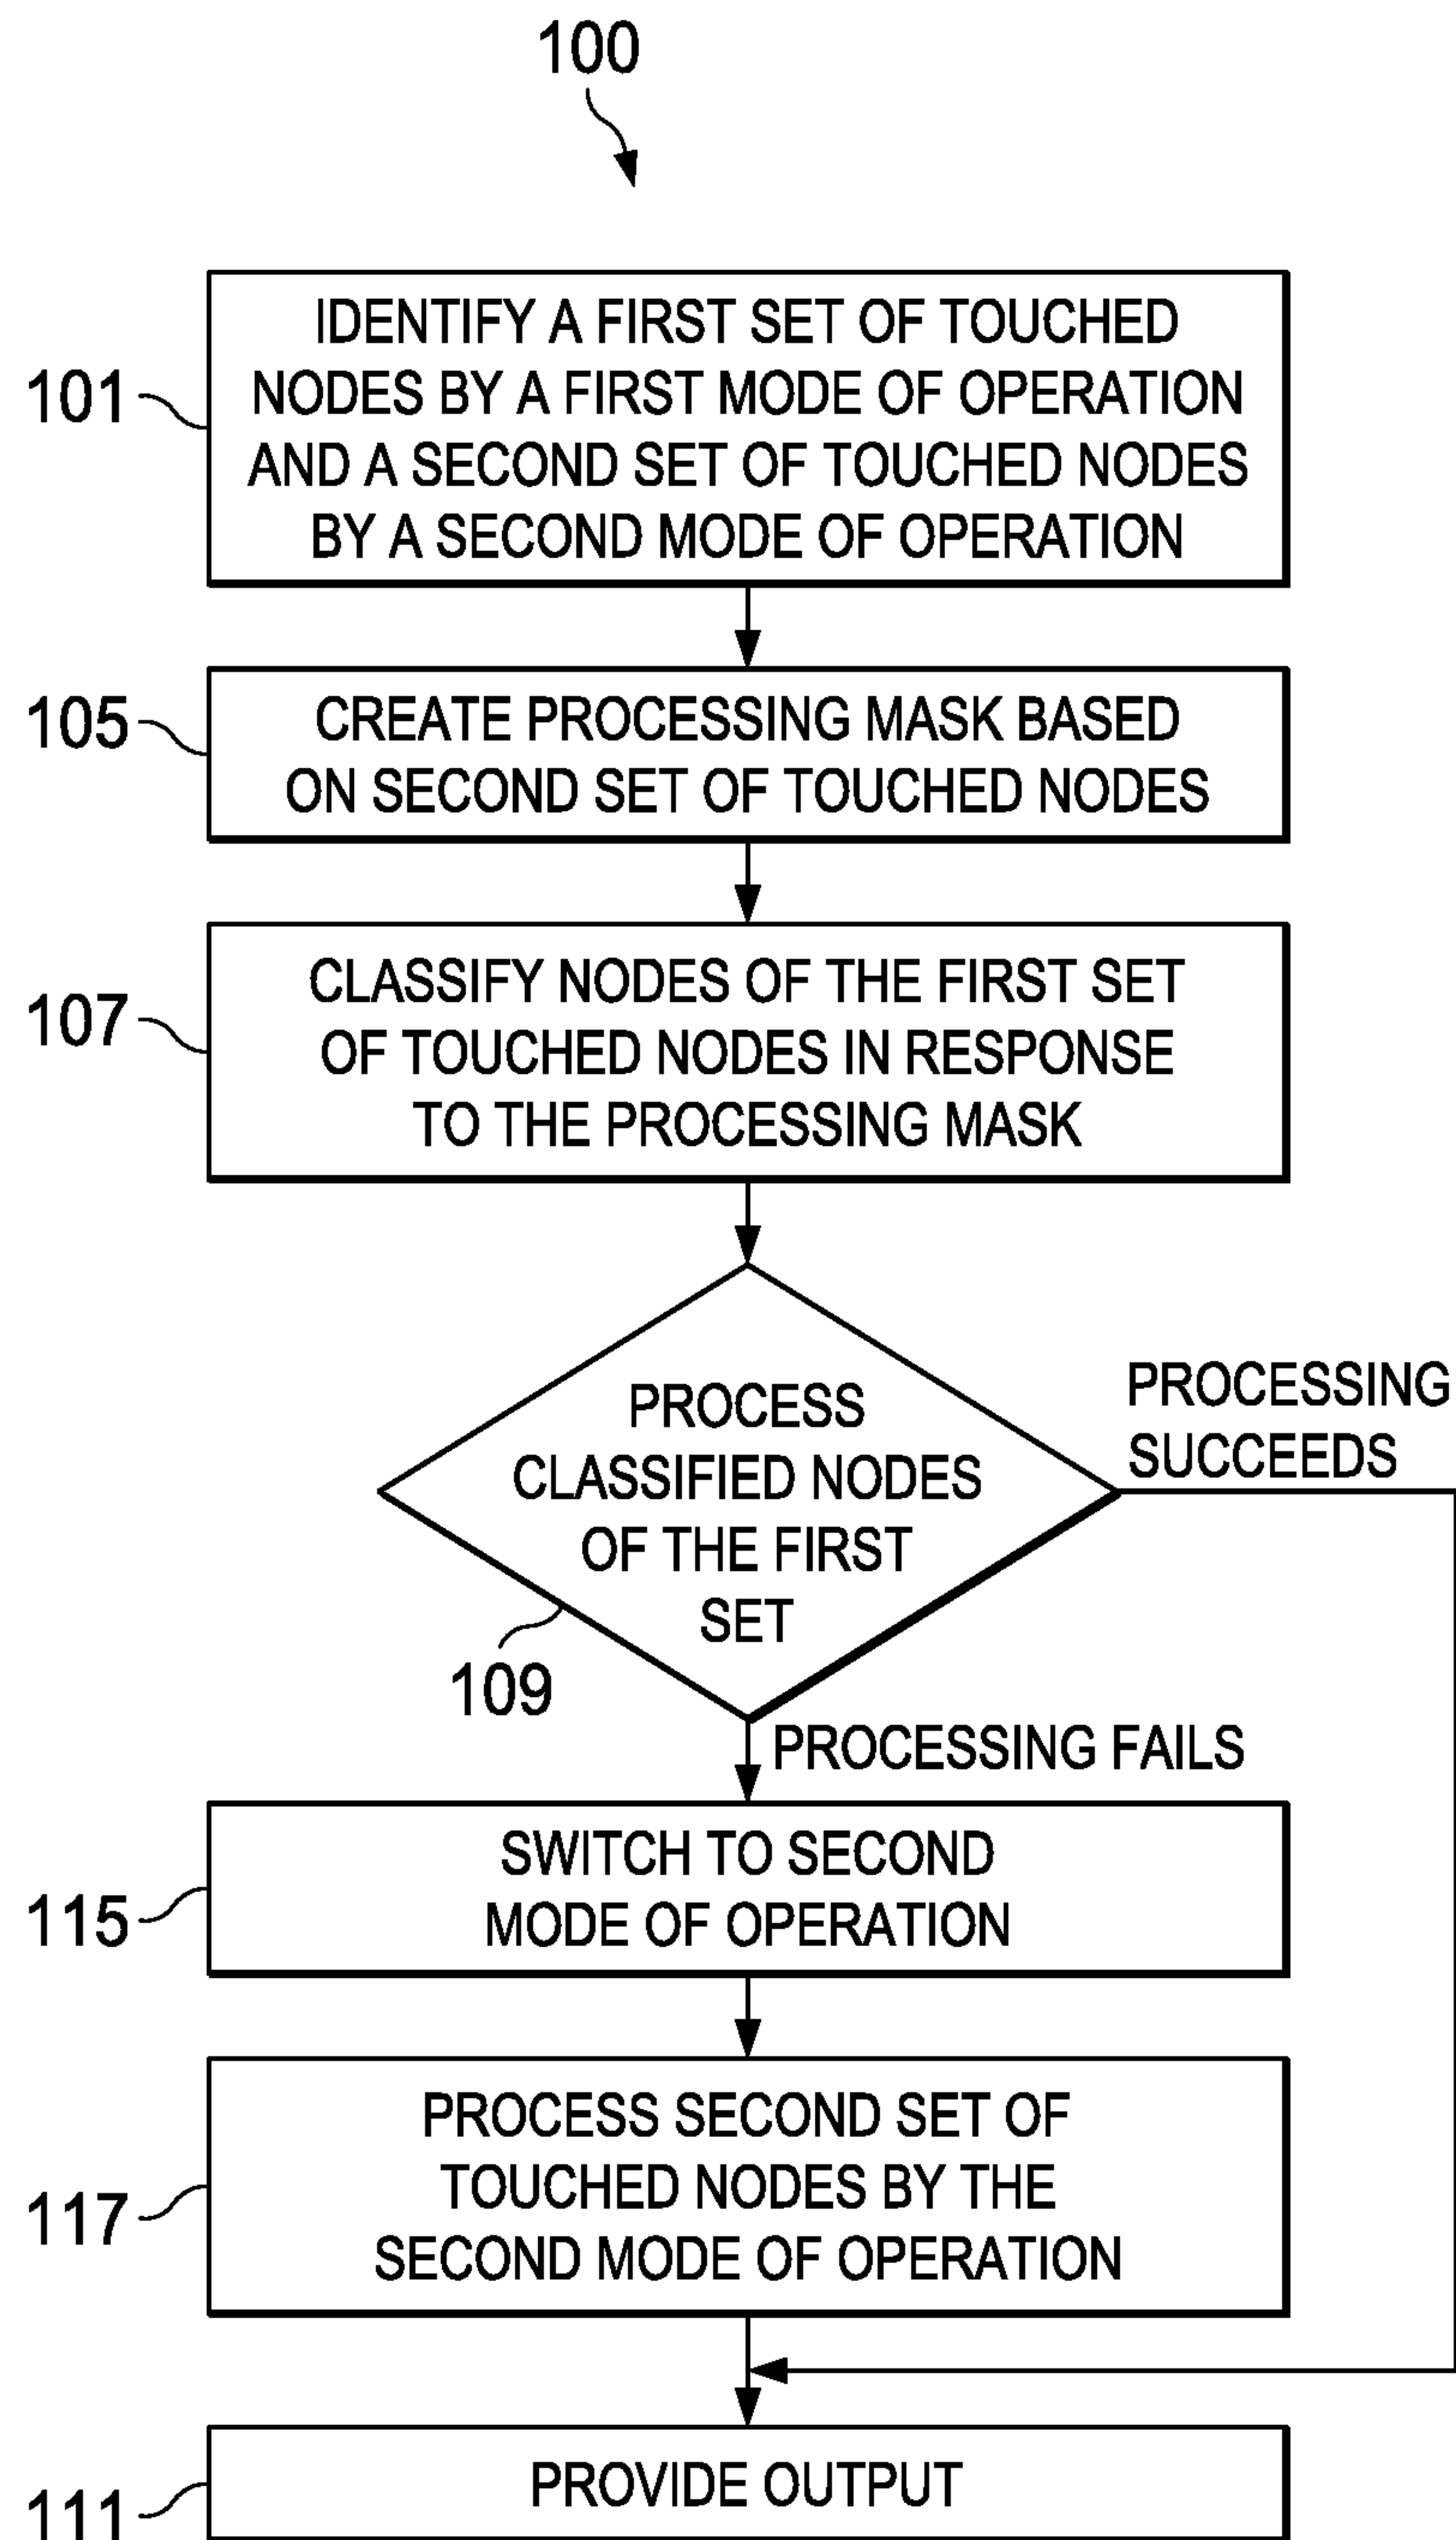 100
101
IDENTIFY A FIRST SET OF TOUCHED
NODES BY A FIRST MODE OF OPERATION
AND A SECOND SET OF TOUCHED NODES
BY A SECOND MODE OF OPERATION
105
CREATE PROCESSING MASK BASED
ON SECOND SET OF TOUCHED NODES
107
CLASSIFY NODES OF THE FIRST SET
OF TOUCHED NODES IN RESPONSE
TO THE PROCESSING MASK
PROCESS
CLASSIFIED NODES
OF THE FIRST
SET
109
PROCESSING
SUCCEEDS
PROCESSING FAILS
115
SWITCH TO SECOND
MODE OF OPERATION
117
PROCESS SECOND SET OF
TOUCHED NODES BY THE
SECOND MODE OF OPERATION
111
PROVIDE OUTPUT